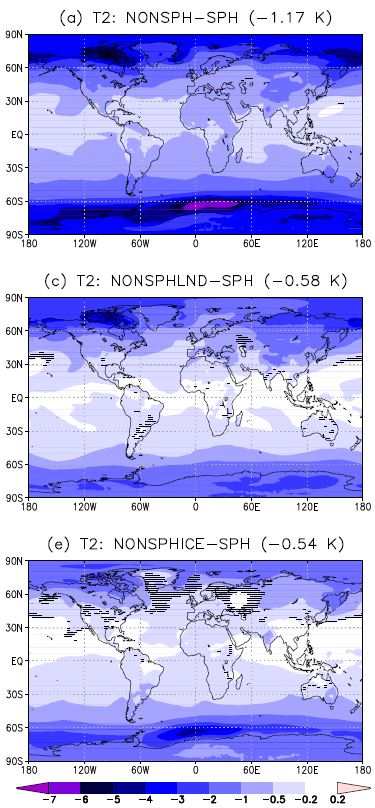 (a) T2: NONSPH-SPH (-1.17 K)
90N
60N
30N
EQ
30S
60S
90S
180 120W 60W 0 60E 120E 180
(c) T2: NONSPHLND-SPH (-0.58 K)
90N
60N
30N
EQ
30S
60S
90S
180 120W 60W 0 60E 120E 180
(e) T2: NONSPHICE-SPH (-0.54 K)
90N
60N
30N
EQ
30S
60S
90S
180 120W 60W 0 60E 120E 180
-7 -6 -5 -4 -3 -2 -1 -0.5 -0.2 0.2